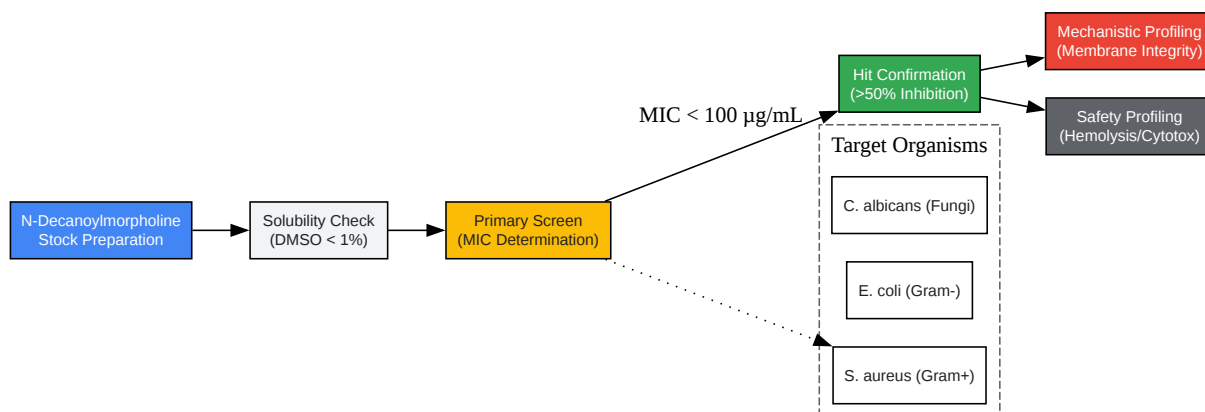 N-Decanoylmorpholine
Stock Preparation
Solubility Check
(DMSO < 1%)
Primary Screen
(MIC Determination)
MIC < 100 µg/mL
Hit Confirmation
(>50% Inhibition)
Mechanistic Profiling
(Membrane Integrity)
Safety Profiling
(Hemolysis/Cytotox)
Target Organisms
C. albicans (Fungi)
E. coli (Gram-)
S. aureus (Gram+)